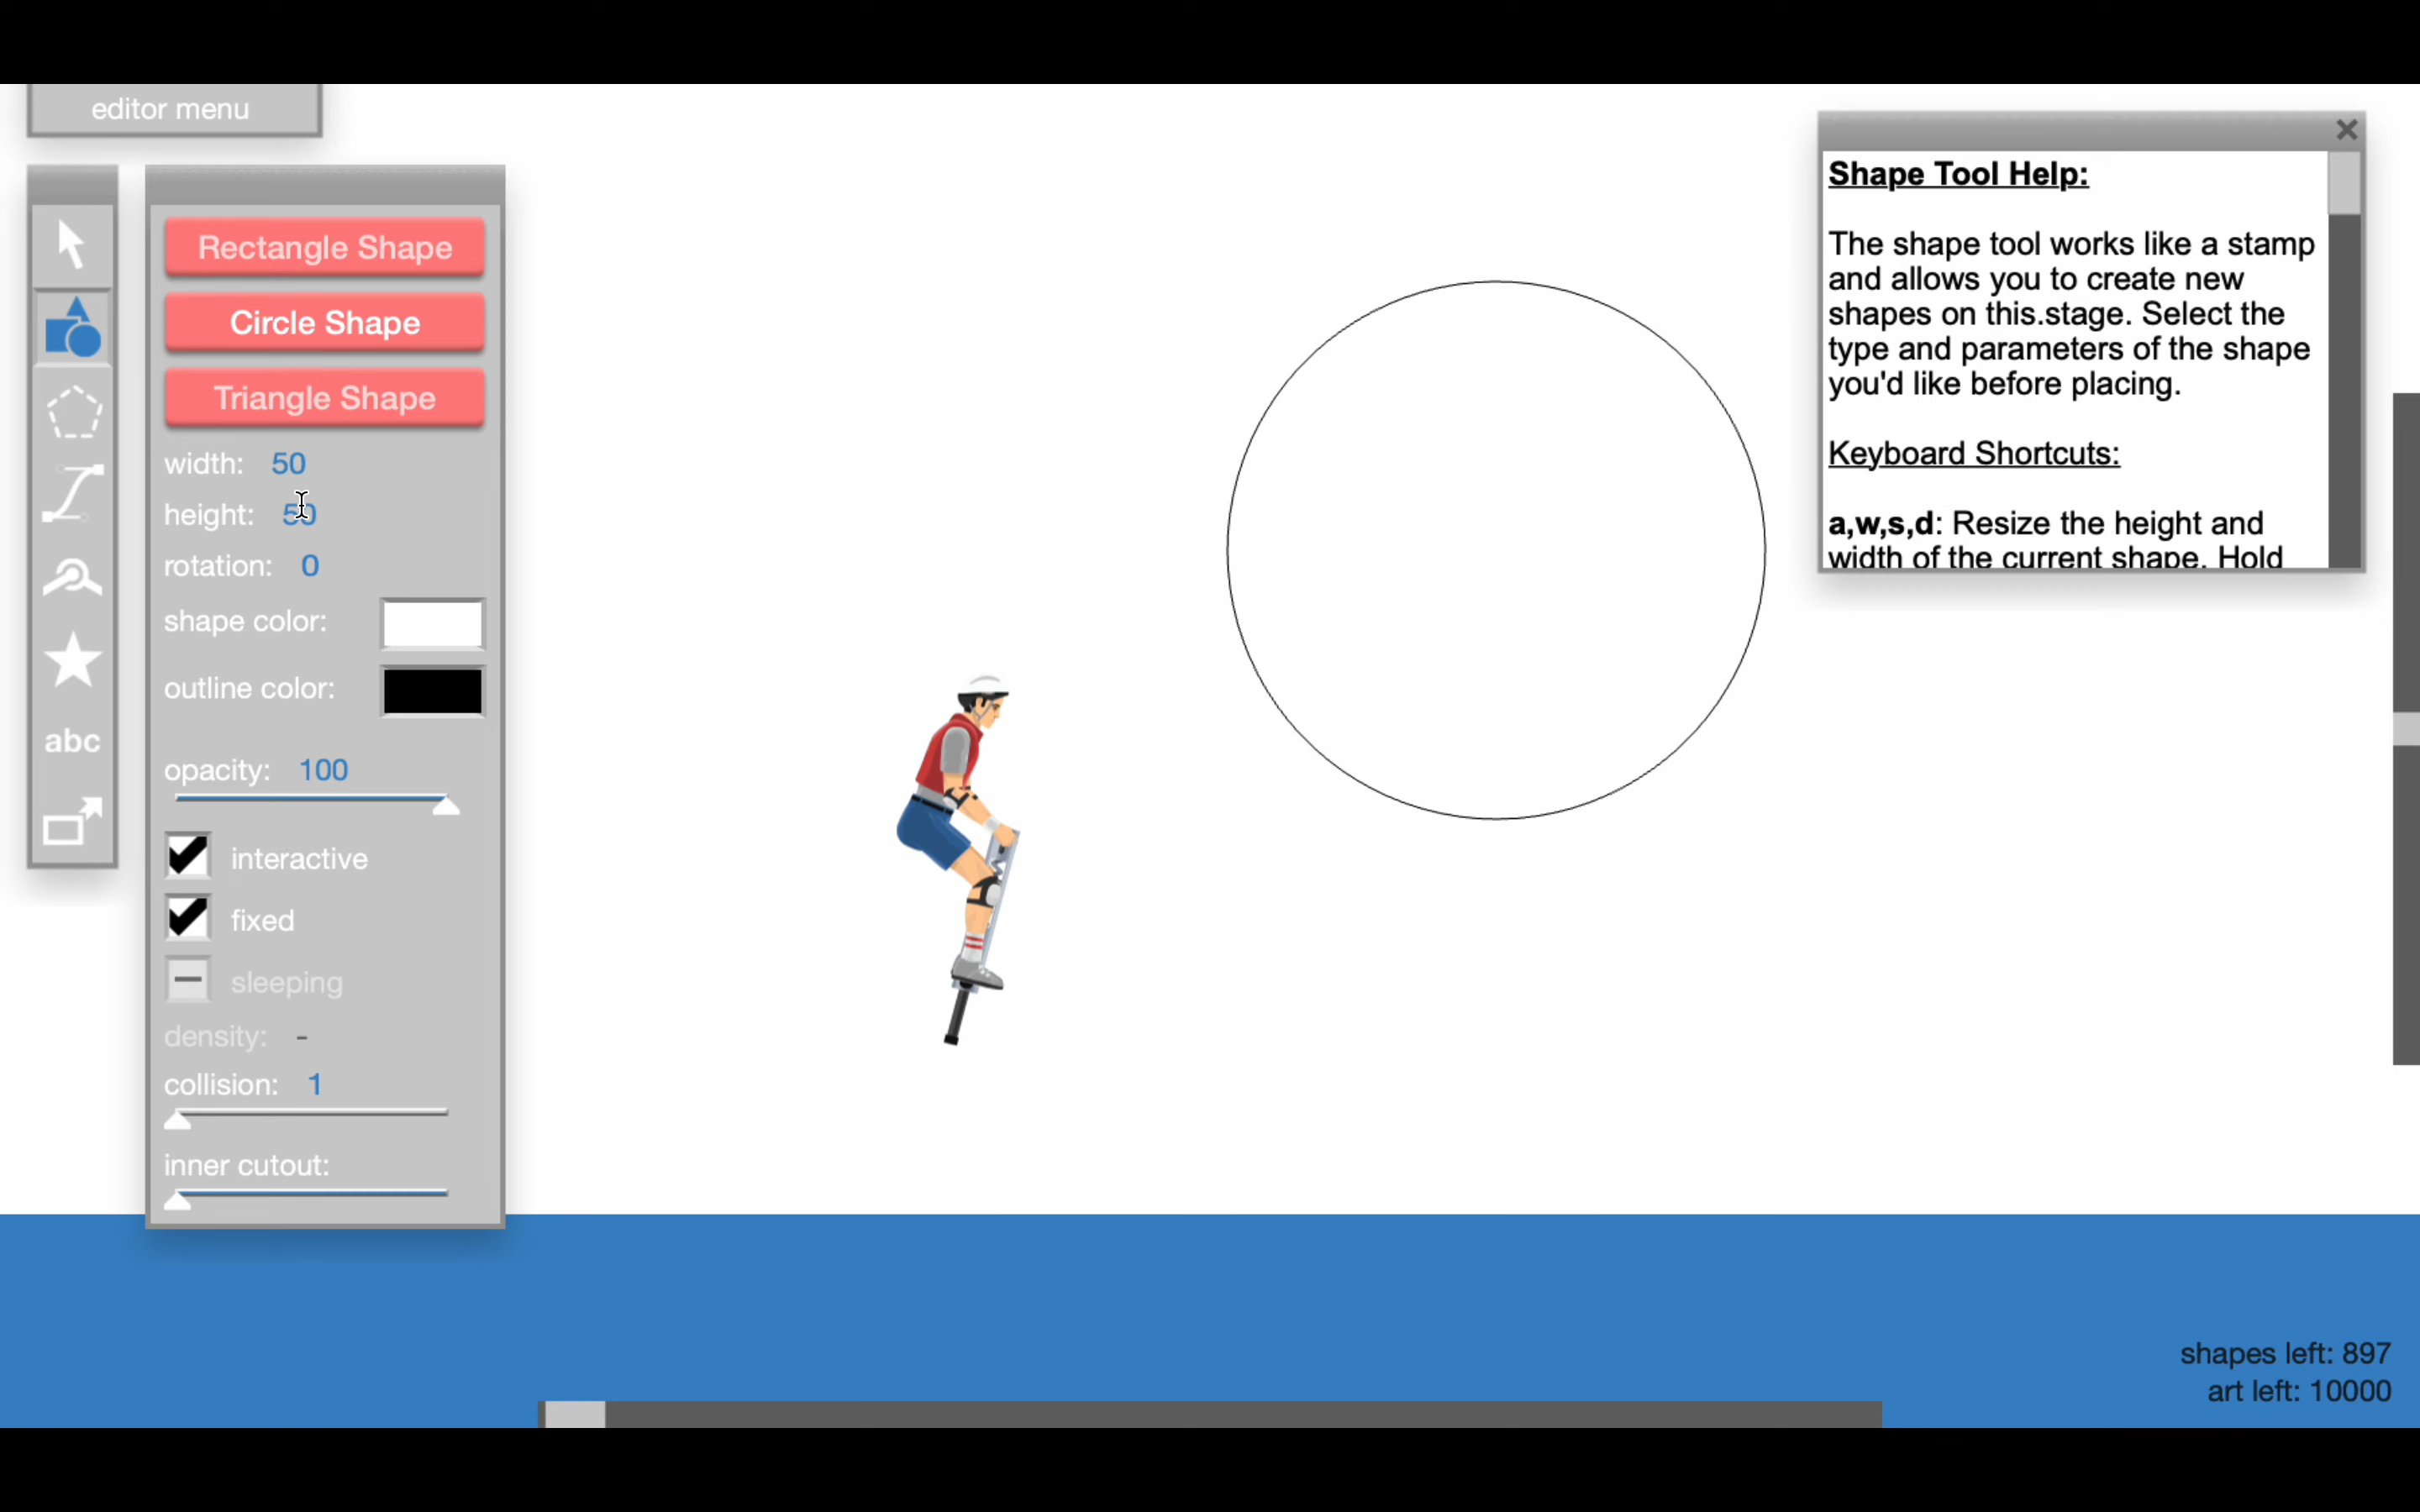 editor menu
Rectangle Shape
Circle Shape
Triangle Shape
width: 50
height: 50
rotation: 0
shape color:
outline color:
abc
opacity: 100
interactive
fixed
sleeping
density: -
collision: 1
inner cutout:
Shape Tool Help:
The shape tool works like a stamp
and allows you to create new
shapes on this.stage. Select the
type and parameters of the shape
you'd like before placing.
Keyboard Shortcuts:
a,w,s,d: Resize the height and
width of the current shape. Hold
shapes left: 897
art left: 10000